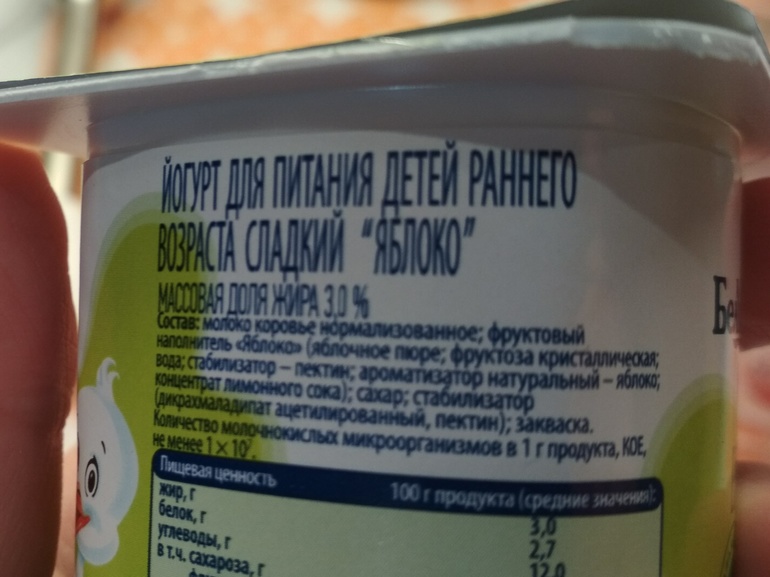 ЙОГУРТ ДЛЯ ПИТАНИЯ ДЕТЕЙ РАННЕГО
ВОЗРАСТА СЛАДКИЙ "ЯБЛОКО"
МАССОВАЯ ДОЛЯ ЖИРА 3,0 %
Состав: молоко коровье нормализованное; фруктовый
наполнитель «Яблоко» (яблочное пюре; фруктоза кристаллическая;
вода; стабилизатор – пектин; ароматизатор натуральный – яблоко;
концентрат лимонного сока); сахар; стабилизатор
(дикрахмаладипат ацетилированный, пектин); закваска.
Количество молочнокислых микроорганизмов в 1 г продукта, КОЕ,
не менее 1 × 10⁷.
Пищевая ценность 100 г продукта (средние значения):
жир, г 3,0
белок, г 2,7
углеводы, г 12,0
в т.ч. сахароза, г